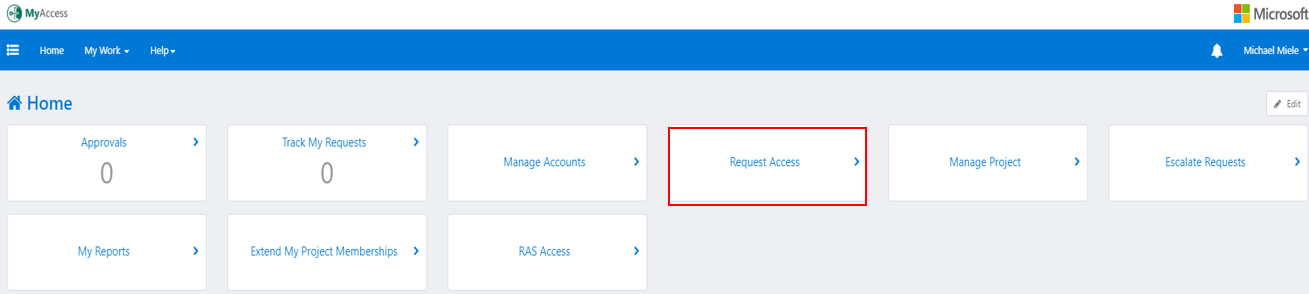 MyAccess
Microsoft
Home My Work Help Michael Miele
Home
Edit
Approvals
0
Track My Requests
0
Manage Accounts
Request Access
Manage Project
Escalate Requests
My Reports
Extend My Project Memberships
RAS Access